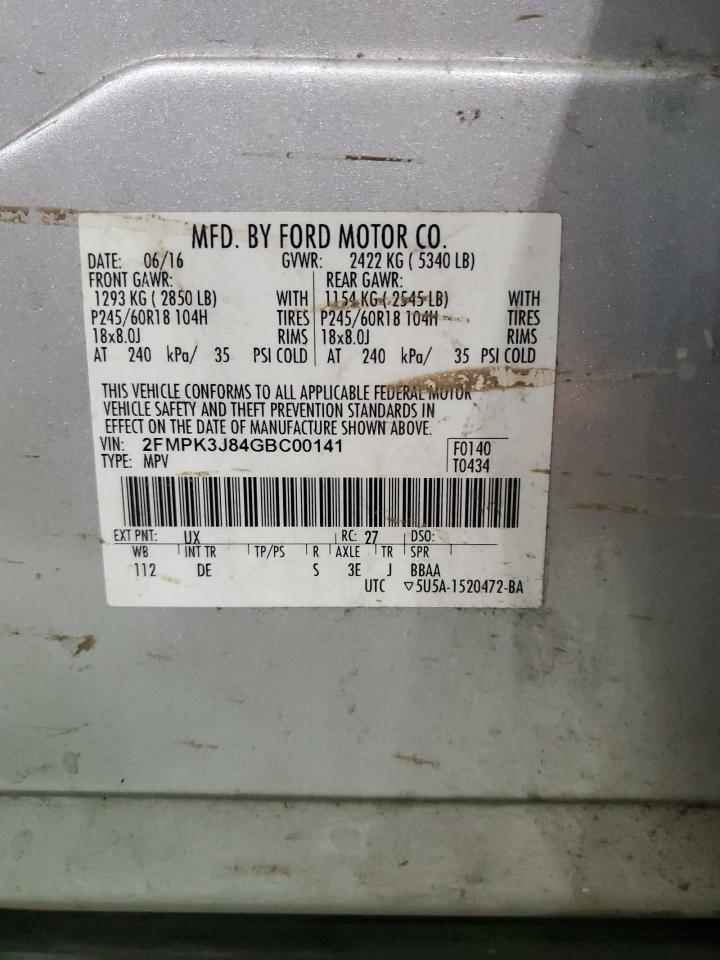 MFD. BY FORD MOTOR CO.
DATE: 06/16 GVWR: 2422 KG ( 5340 LB)
FRONT GAWR: REAR GAWR:
1293 KG ( 2850 LB) WITH 1154 KG ( 2545 LB) WITH
P245/60R18 104H TIRES P245/60R18 104H TIRES
18x8.0J RIMS 18x8.0J RIMS
AT 240 kPa/ 35 PSI COLD AT 240 kPa/ 35 PSI COLD
THIS VEHICLE CONFORMS TO ALL APPLICABLE FEDERAL MOTOR
VEHICLE SAFETY AND THEFT PREVENTION STANDARDS IN
EFFECT ON THE DATE OF MANUFACTURE SHOWN ABOVE.
VIN: 2FMPK3J84GBC00141 F0140
TYPE: MPV T0434
EXT PNT: UX RC: 27 DSO:
WB INT TR TP/PS R AXLE TR SPR
112 DE S 3E J BBAA
UTC ▽5U5A-1520472-BA